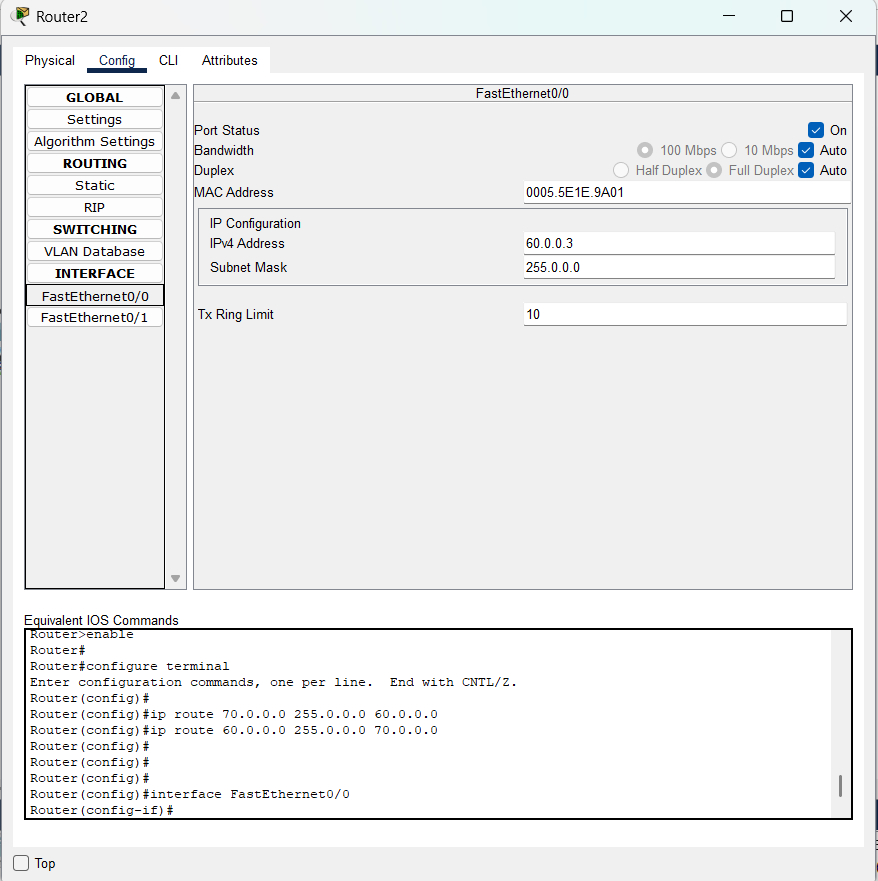 Router2
Physical Config CLI Attributes
GLOBAL
Settings
Algorithm Settings
ROUTING
Static
RIP
SWITCHING
VLAN Database
INTERFACE
FastEthernet0/0
FastEthernet0/1
FastEthernet0/0
Port Status On
Bandwidth 100 Mbps 10 Mbps Auto
Duplex Half Duplex Full Duplex Auto
MAC Address 0005.5E1E.9A01
IP Configuration
IPv4 Address 60.0.0.3
Subnet Mask 255.0.0.0
Tx Ring Limit 10
Equivalent IOS Commands
Router>enable
Router#
Router#configure terminal
Enter configuration commands, one per line.  End with CNTL/Z.
Router(config)#
Router(config)#ip route 70.0.0.0 255.0.0.0 60.0.0.0
Router(config)#ip route 60.0.0.0 255.0.0.0 70.0.0.0
Router(config)#
Router(config)#
Router(config)#
Router(config)#interface FastEthernet0/0
Router(config-if)#
Top